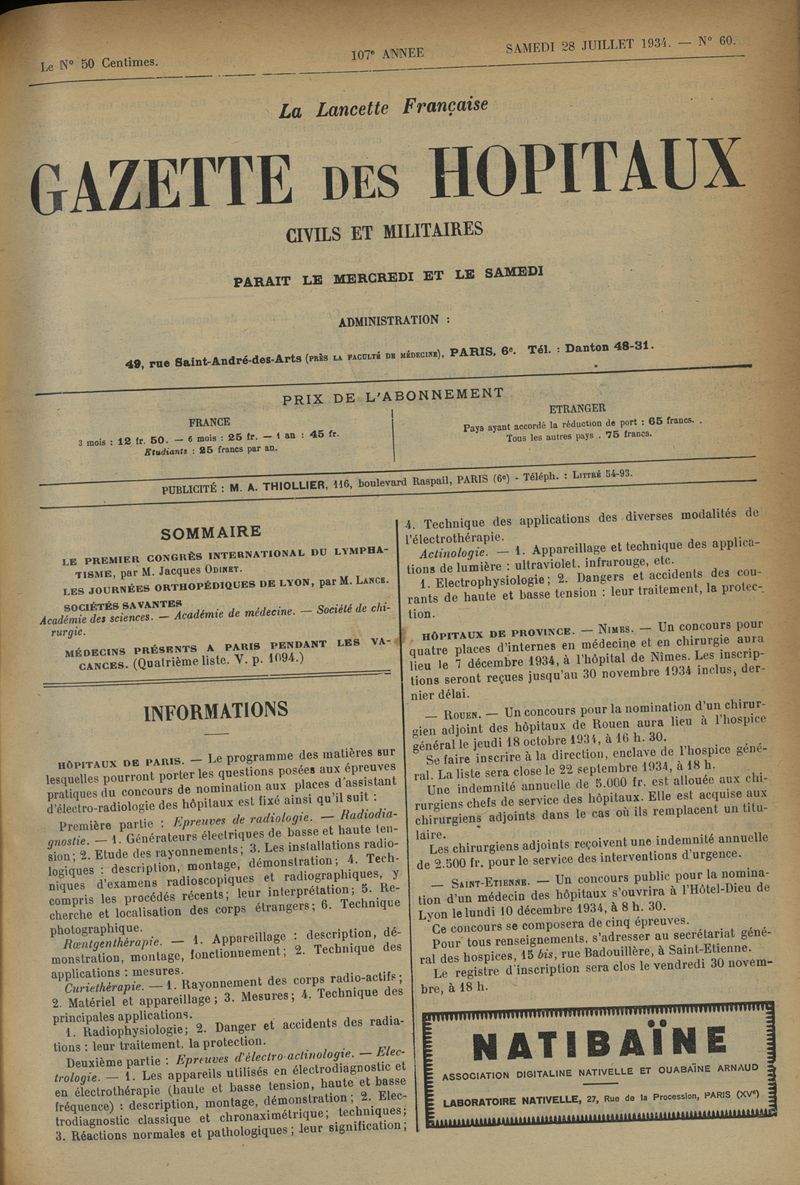 Le N° 50 Centimes.
107e ANNEE
SAMEDI 28 JUILLET 1934. — N° 60.
La Lancette Française
GAZETTE DES HOPITAUX
CIVILS ET MILITAIRES
PARAIT LE MERCREDI ET LE SAMEDI
ADMINISTRATION :
49, rue Saint-André-des-Arts (PRÈS LA FACULTÉ DE MÉDECINE), PARIS, 6e. Tél. : Danton 48-31.
PRIX DE L'ABONNEMENT
FRANCE
3 mois : 12 fr. 50. — 6 mois : 25 fr. — 1 an : 45 fr.
Etudiants : 25 francs par an.
ETRANGER
Pays ayant accordé la réduction de port : 65 francs.
Tous les autres pays . 75 francs.
PUBLICITÉ : M. A. THIOLLIER, 116, boulevard Raspail, PARIS (6e) - Téléph. : LITTRÉ 54-93.
SOMMAIRE
LE PREMIER CONGRÈS INTERNATIONAL DU LYMPHA-
TISME, par M. Jacques ODINET.
LES JOURNÉES ORTHOPÉDIQUES DE LYON, par M. LANCE.
SOCIÉTÉS SAVANTES
Académie des sciences. — Académie de médecine. — Société de chi-
rurgie.
MÉDECINS PRÉSENTS A PARIS PENDANT LES VA-
CANCES. (Quatrième liste. V. p. 1094.)
INFORMATIONS
HÔPITAUX DE PARIS. — Le programme des matières sur
lesquelles pourront porter les questions posées aux épreuves
pratiques du concours de nomination aux places d'assistant
d'électro-radiologie des hôpitaux est fixé ainsi qu'il suit :
Première partie : Epreuves de radiologie. — Radiodia-
gnostie. — 1. Générateurs électriques de basse et haute ten-
sion; 2. Etude des rayonnements; 3. Les installations radio-
logiques : description, montage, démonstration; 4. Tech-
niques d'examens radioscopiques et radiographiques, y
compris les procédés récents; leur interprétation; 5. Re-
cherche et localisation des corps étrangers; 6. Technique
photographique.
Rœntgenthérapie. — 1. Appareillage : description, dé-
monstration, montage, fonctionnement; 2. Technique des
applications : mesures.
Curiethérapie. — 1. Rayonnement des corps radio-actifs;
2. Matériel et appareillage; 3. Mesures; 4. Technique des
principales applications.
1. Radiophysiologie; 2. Danger et accidents des radia-
tions : leur traitement, la protection.
Deuxième partie : Epreuves d'électro actinologie. — Elec-
trologie. — 1. Les appareils utilisés en électrodiagnostic et
en électrothérapie (haute et basse tension, haute et basse
fréquence) : description, montage, démonstration; 2. Elec-
trodiagnostic classique et chronaximétrique; techniques;
3. Réactions normales et pathologiques; leur signification;
4. Technique des applications des diverses modalités de
l'électrothérapie.
Actinologie. — 1. Appareillage et technique des applica-
tions de lumière : ultraviolet, infrarouge, etc.
1. Electrophysiologie; 2. Dangers et accidents des cou-
rants de haute et basse tension : leur traitement, la protec-
tion.
HÔPITAUX DE PROVINCE. — NIMES. — Un concours pour
quatre places d'internes en médecine et en chirurgie aura
lieu le 7 décembre 1934, à l'hôpital de Nîmes. Les inscrip-
tions seront reçues jusqu'au 30 novembre 1934 inclus, der-
nier délai.
— ROUEN. — Un concours pour la nomination d'un chirur-
gien adjoint des hôpitaux de Rouen aura lieu à l'hospice
général le jeudi 18 octobre 1934, à 16 h. 30.
Se faire inscrire à la direction, enclave de l'hospice géné-
ral. La liste sera close le 22 septembre 1934, à 18 h.
Une indemnité annuelle de 5.000 fr. est allouée aux chi-
rurgiens chefs de service des hôpitaux. Elle est acquise aux
chirurgiens adjoints dans le cas où ils remplacent un titu-
laire.
Les chirurgiens adjoints reçoivent une indemnité annuelle
de 2.500 fr. pour le service des interventions d'urgence.
— SAINT-ETIENNE. — Un concours public pour la nomina-
tion d'un médecin des hôpitaux s'ouvrira à l'Hôtel-Dieu de
Lyon le lundi 10 décembre 1934, à 8 h. 30.
Ce concours se composera de cinq épreuves.
Pour tous renseignements, s'adresser au secrétariat géné-
ral des hospices, 15 bis, rue Badouillère, à Saint-Etienne.
Le registre d'inscription sera clos le vendredi 30 novem-
bre, à 18 h.
NATIBAÏNE
ASSOCIATION DIGITALINE NATIVELLE ET OUABAÏNE ARNAUD
LABORATOIRE NATIVELLE, 27, Rue de la Procession, PARIS (XVe)